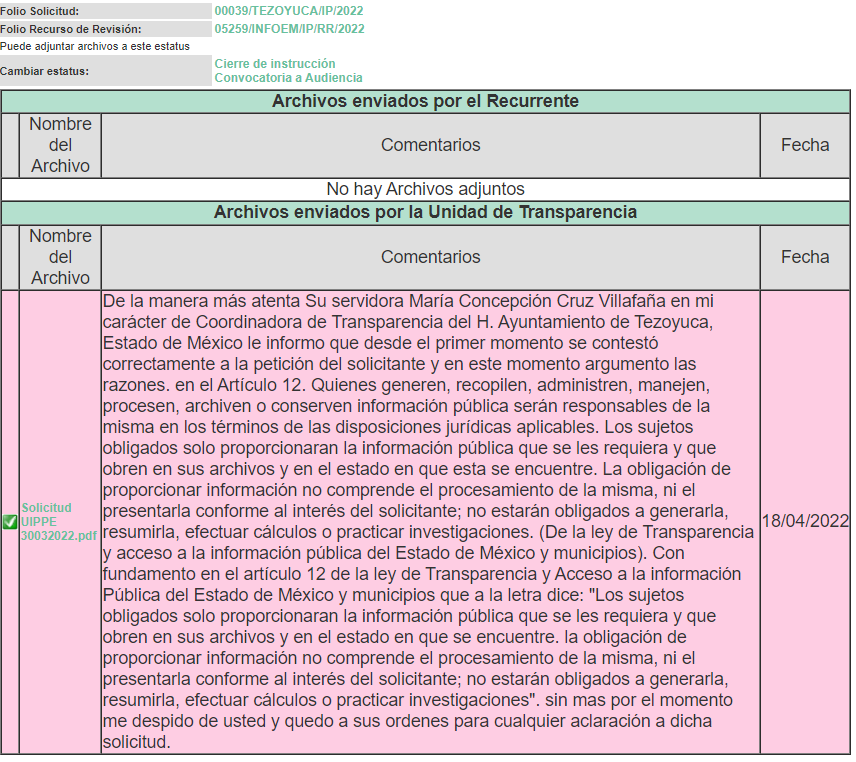 Folio Solicitud: 00039/TEZOYUCA/IP/2022
Folio Recurso de Revisión: 05259/INFOEM/IP/RR/2022
Puede adjuntar archivos a este estatus
Cambiar estatus:
Cierre de instrucción
Convocatoria a Audiencia
Archivos enviados por el Recurrente
Nombre
del
Archivo
Comentarios
Fecha
No hay Archivos adjuntos
Archivos enviados por la Unidad de Transparencia
Nombre
del
Archivo
Comentarios
Fecha
Solicitud
UIPPE
30032022.pdf
De la manera más atenta Su servidora María Concepción Cruz Villafaña en mi
carácter de Coordinadora de Transparencia del H. Ayuntamiento de Tezoyuca,
Estado de México le informo que desde el primer momento se contestó
correctamente a la petición del solicitante y en este momento argumento las
razones. en el Artículo 12. Quienes generen, recopilen, administren, manejen,
procesen, archiven o conserven información pública serán responsables de la
misma en los términos de las disposiciones jurídicas aplicables. Los sujetos
obligados solo proporcionaran la información pública que se les requiera y que
obren en sus archivos y en el estado en que esta se encuentre. La obligación de
proporcionar información no comprende el procesamiento de la misma, ni el
presentarla conforme al interés del solicitante; no estarán obligados a generarla,
resumirla, efectuar cálculos o practicar investigaciones. (De la ley de Transparencia
y acceso a la información pública del Estado de México y municipios). Con
fundamento en el artículo 12 de la ley de Transparencia y Acceso a la información
Pública del Estado de México y municipios que a la letra dice: "Los sujetos
obligados solo proporcionaran la información pública que se les requiera y que
obren en sus archivos y en el estado en que se encuentre. la obligación de
proporcionar información no comprende el procesamiento de la misma, ni el
presentarla conforme al interés del solicitante; no estarán obligados a generarla,
resumirla, efectuar cálculos o practicar investigaciones". sin mas por el momento
me despido de usted y quedo a sus ordenes para cualquier aclaración a dicha
solicitud.
18/04/2022